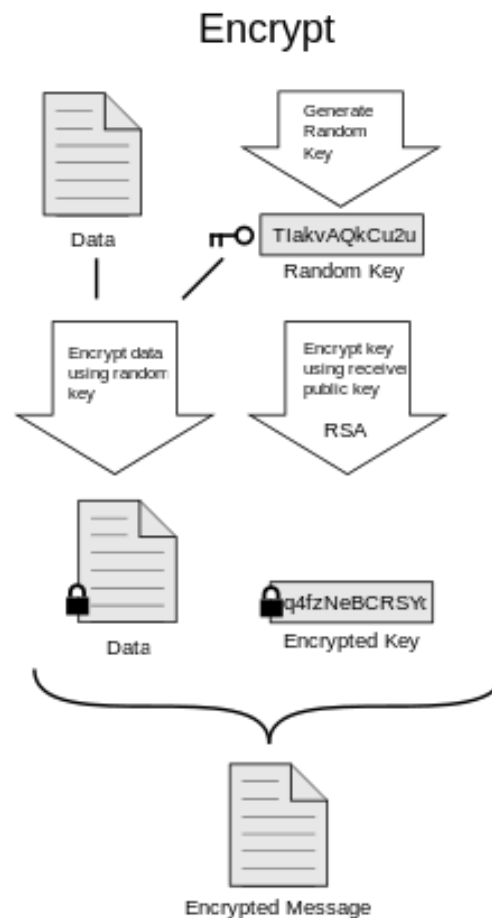 Encrypt
Generate
Random
Key
Data
TIakvAQkCu2u
Random Key
Encrypt data
using random
key
Encrypt key
using receiver
public key
RSA
Data
q4fzNeBCRSYt
Encrypted Key
Encrypted Message